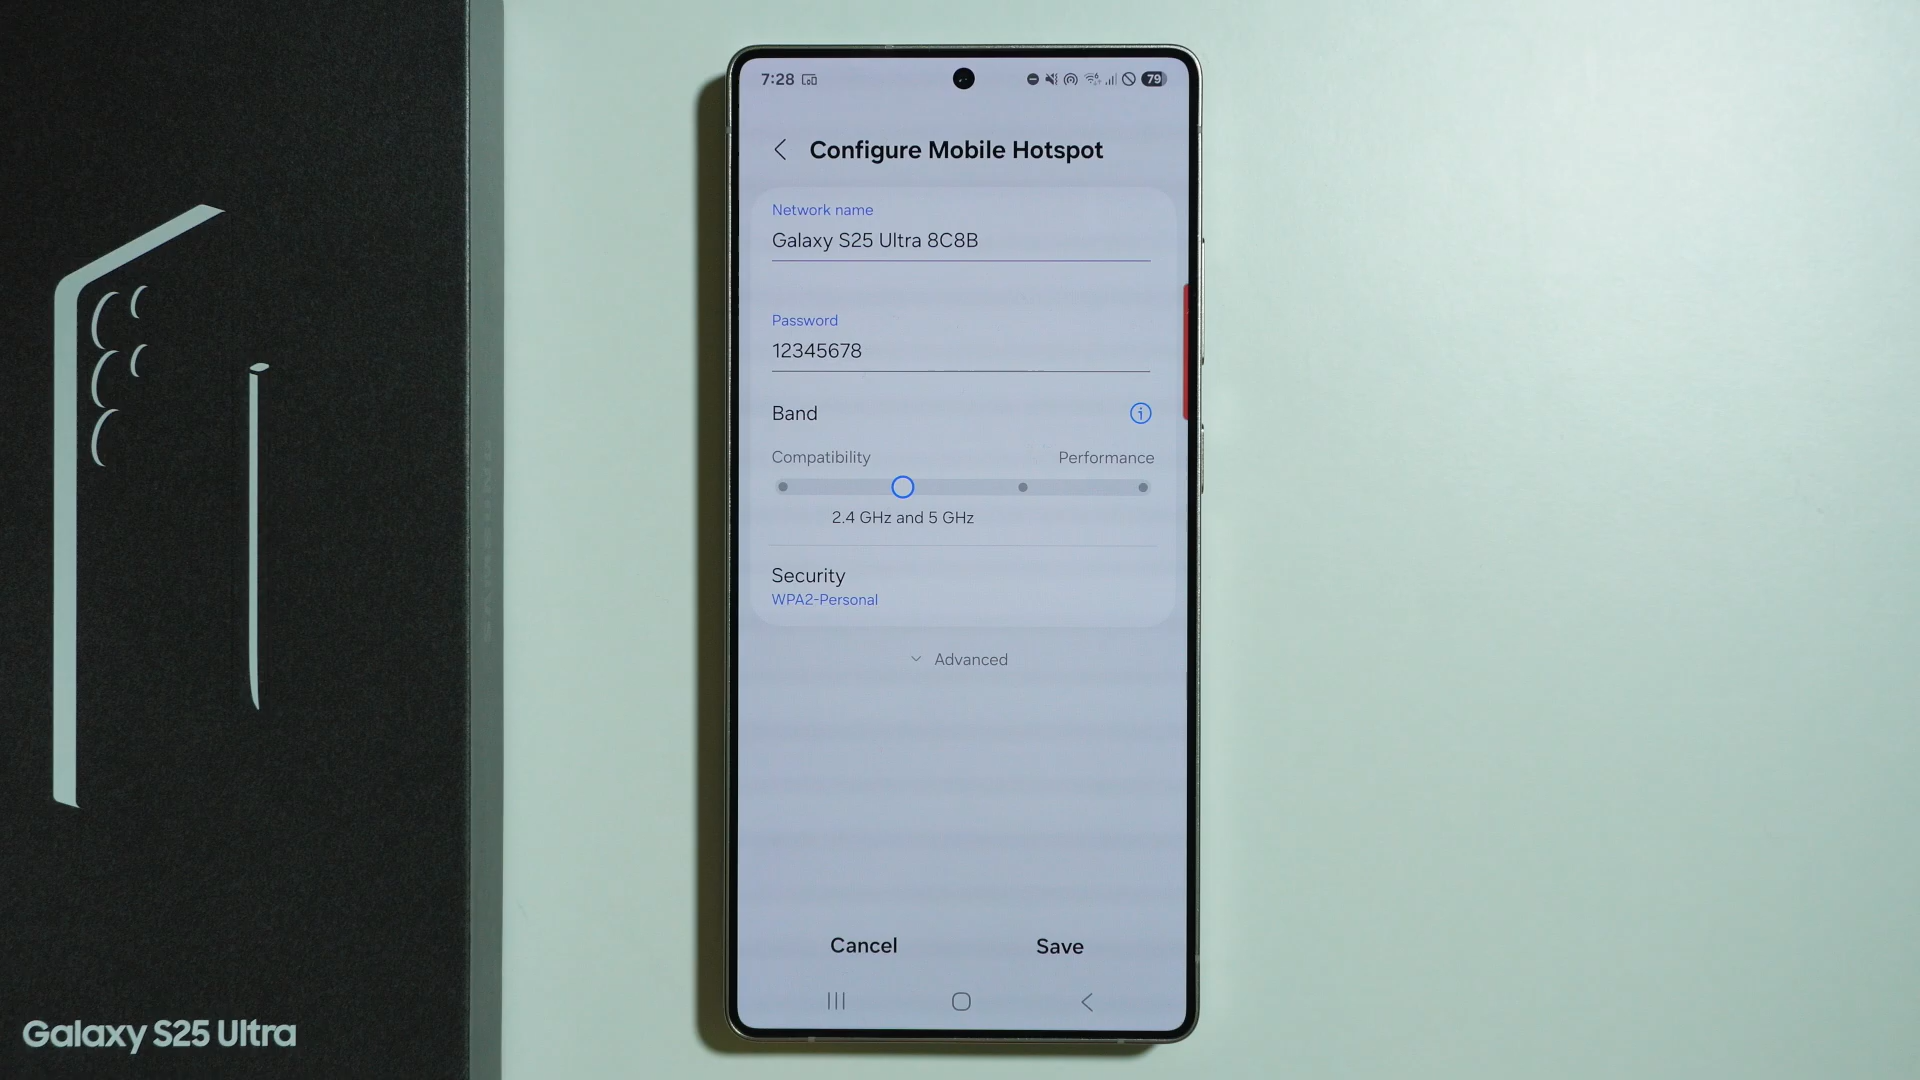 7:28
79
Configure Mobile Hotspot
Network name
Galaxy S25 Ultra 8C8B
Password
12345678
Band
Compatibility
Performance
2.4 GHz and 5 GHz
Security
WPA2-Personal
Advanced
Cancel
Save
SAMSUNG
Galaxy S25 Ultra